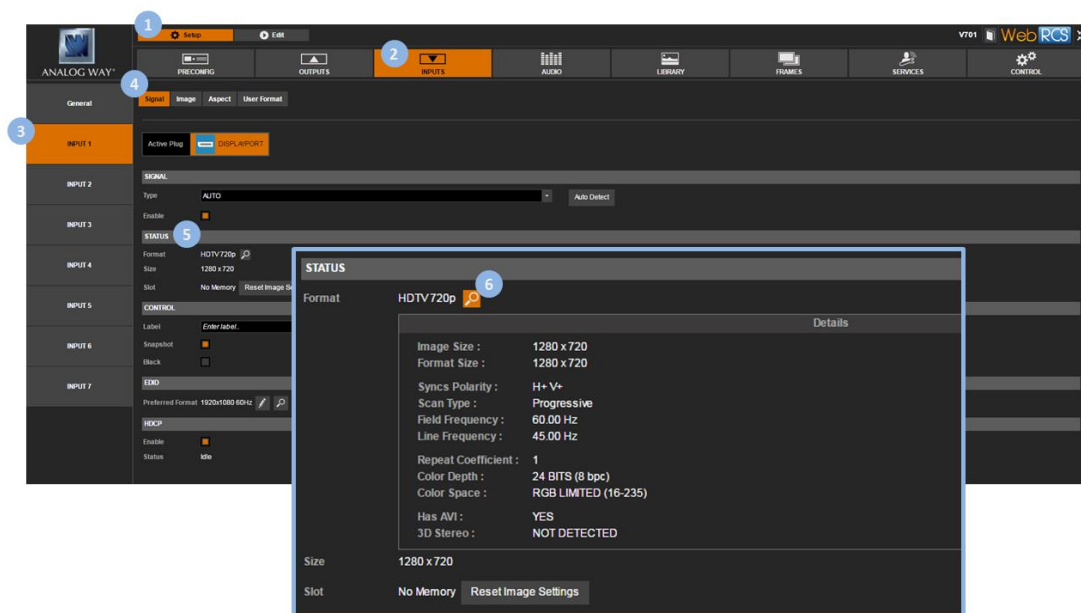 1
Setup
Edit
V701
Web RCS
ANALOG WAY®
PRECONFIG
OUTPUTS
2
INPUTS
AUDIO
LIBRARY
FRAMES
SERVICES
CONTROL
4
General
Signal Image Aspect User Format
3
INPUT 1
Active Plug DISPLAYPORT
SIGNAL
INPUT 2
Type AUTO Auto Detect
Enable
INPUT 3
STATUS 5
Format HDTV720p
INPUT 4
Size 1280 x 720
Slot No Memory Reset Image Se
INPUT 5
CONTROL
Label Enter label..
INPUT 6
Snapshot
Black
INPUT 7
EDID
Preferred Format 1920x1080 60Hz
HDCP
Enable
Status Idle
STATUS
6
Format HDTV720p
Details
Image Size : 1280 x 720
Format Size : 1280 x 720
Syncs Polarity : H+ V+
Scan Type : Progressive
Field Frequency : 60.00 Hz
Line Frequency : 45.00 Hz
Repeat Coefficient : 1
Color Depth : 24 BITS (8 bpc)
Color Space : RGB LIMITED (16-235)
Has AVI : YES
3D Stereo : NOT DETECTED
Size 1280 x 720
Slot No Memory Reset Image Settings